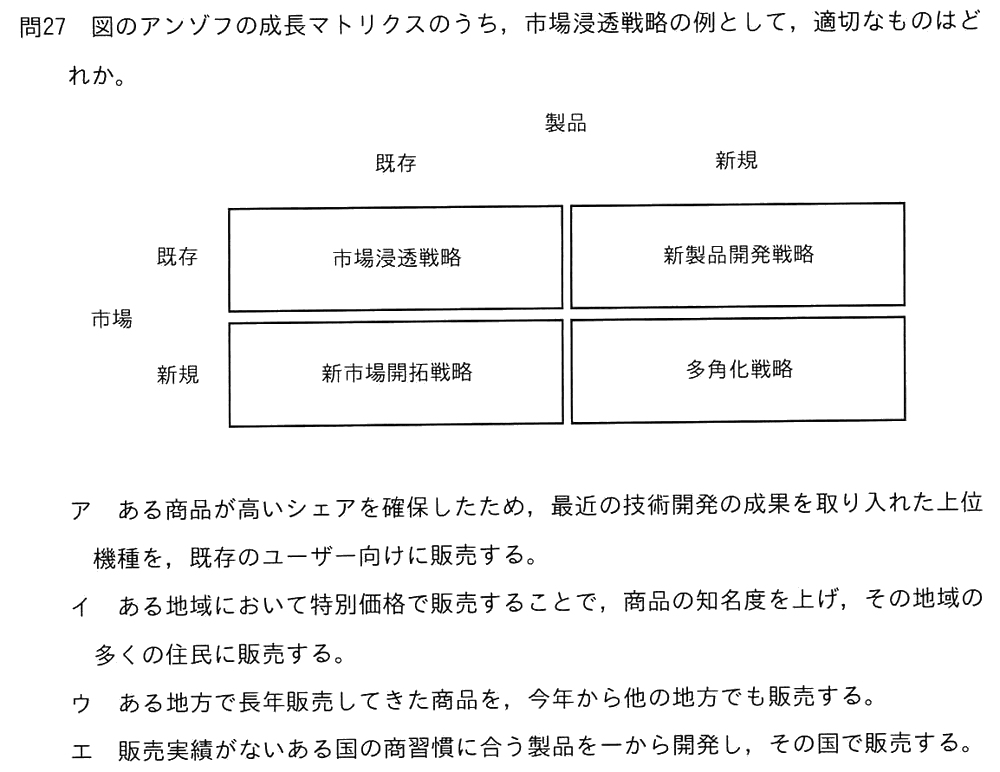 問27　図のアンゾフの成長マトリクスのうち，市場浸透戦略の例として，適切なものはど
れか。
製品
既存　新規
既存　市場浸透戦略　新製品開発戦略
市場
新規　新市場開拓戦略　多角化戦略
ア　ある商品が高いシェアを確保したため，最近の技術開発の成果を取り入れた上位
機種を，既存のユーザー向けに販売する。
イ　ある地域において特別価格で販売することで，商品の知名度を上げ，その地域の
多くの住民に販売する。
ウ　ある地方で長年販売してきた商品を，今年から他の地方でも販売する。
エ　販売実績がないある国の商習慣に合う製品を一から開発し，その国で販売する。